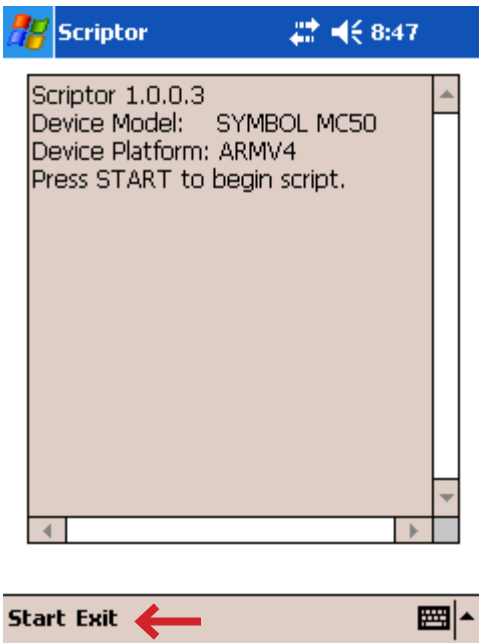 Scriptor 8:47
Scriptor 1.0.0.3
Device Model: SYMBOL MC50
Device Platform: ARMV4
Press START to begin script.
Start Exit